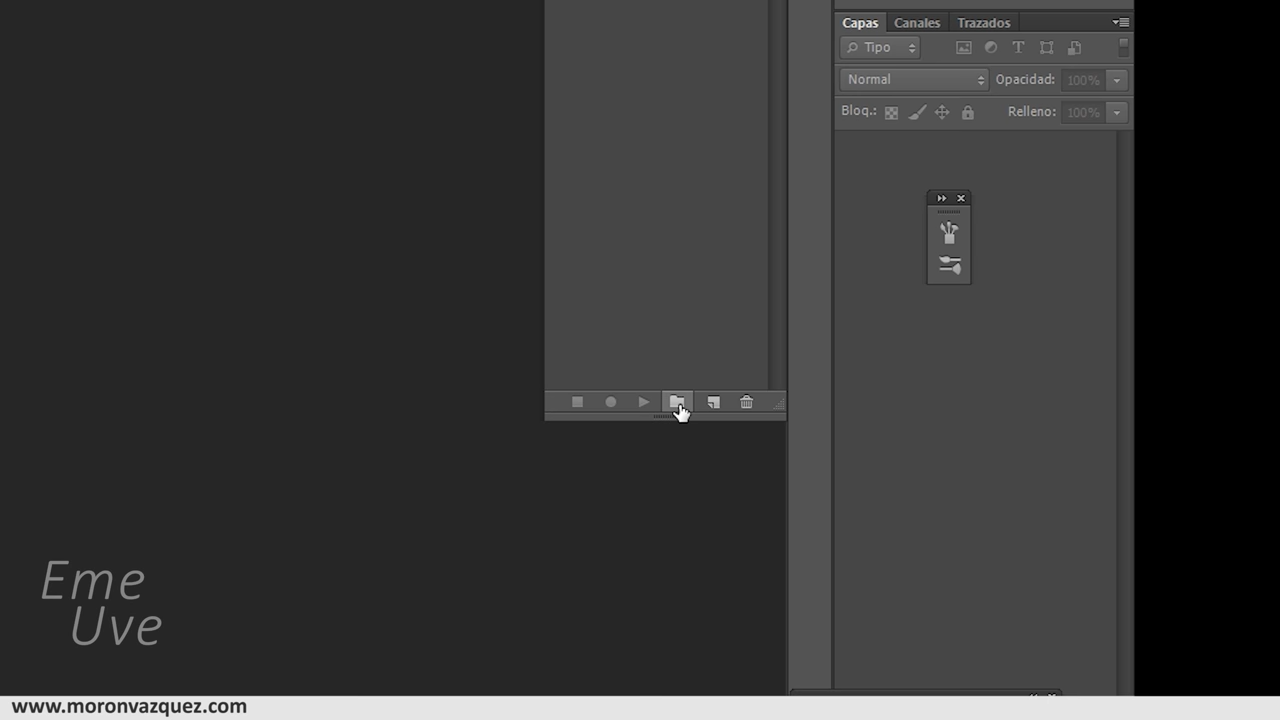 Capas Canales Trazados
Tipo
Normal Opacidad: 100%
Bloq.: Relleno: 100%
Eme
Uve
www.moronvazquez.com